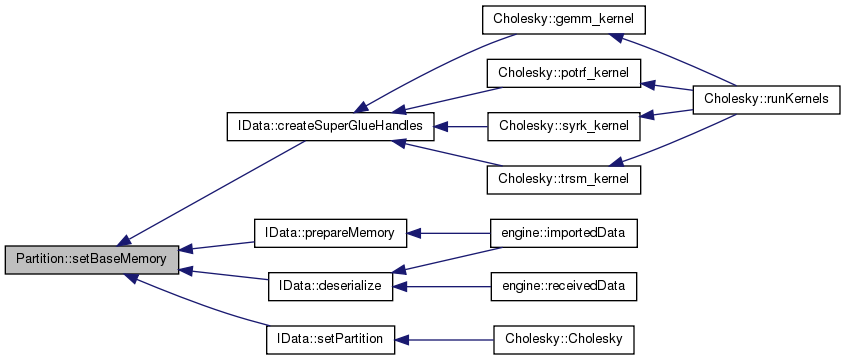 Cholesky::gemm_kernel
Cholesky::potrf_kernel
Cholesky::runKernels
IData::createSuperGlueHandles
Cholesky::syrk_kernel
Cholesky::trsm_kernel
IData::prepareMemory
engine::importedData
Partition::setBaseMemory
IData::deserialize
engine::receivedData
IData::setPartition
Cholesky::Cholesky